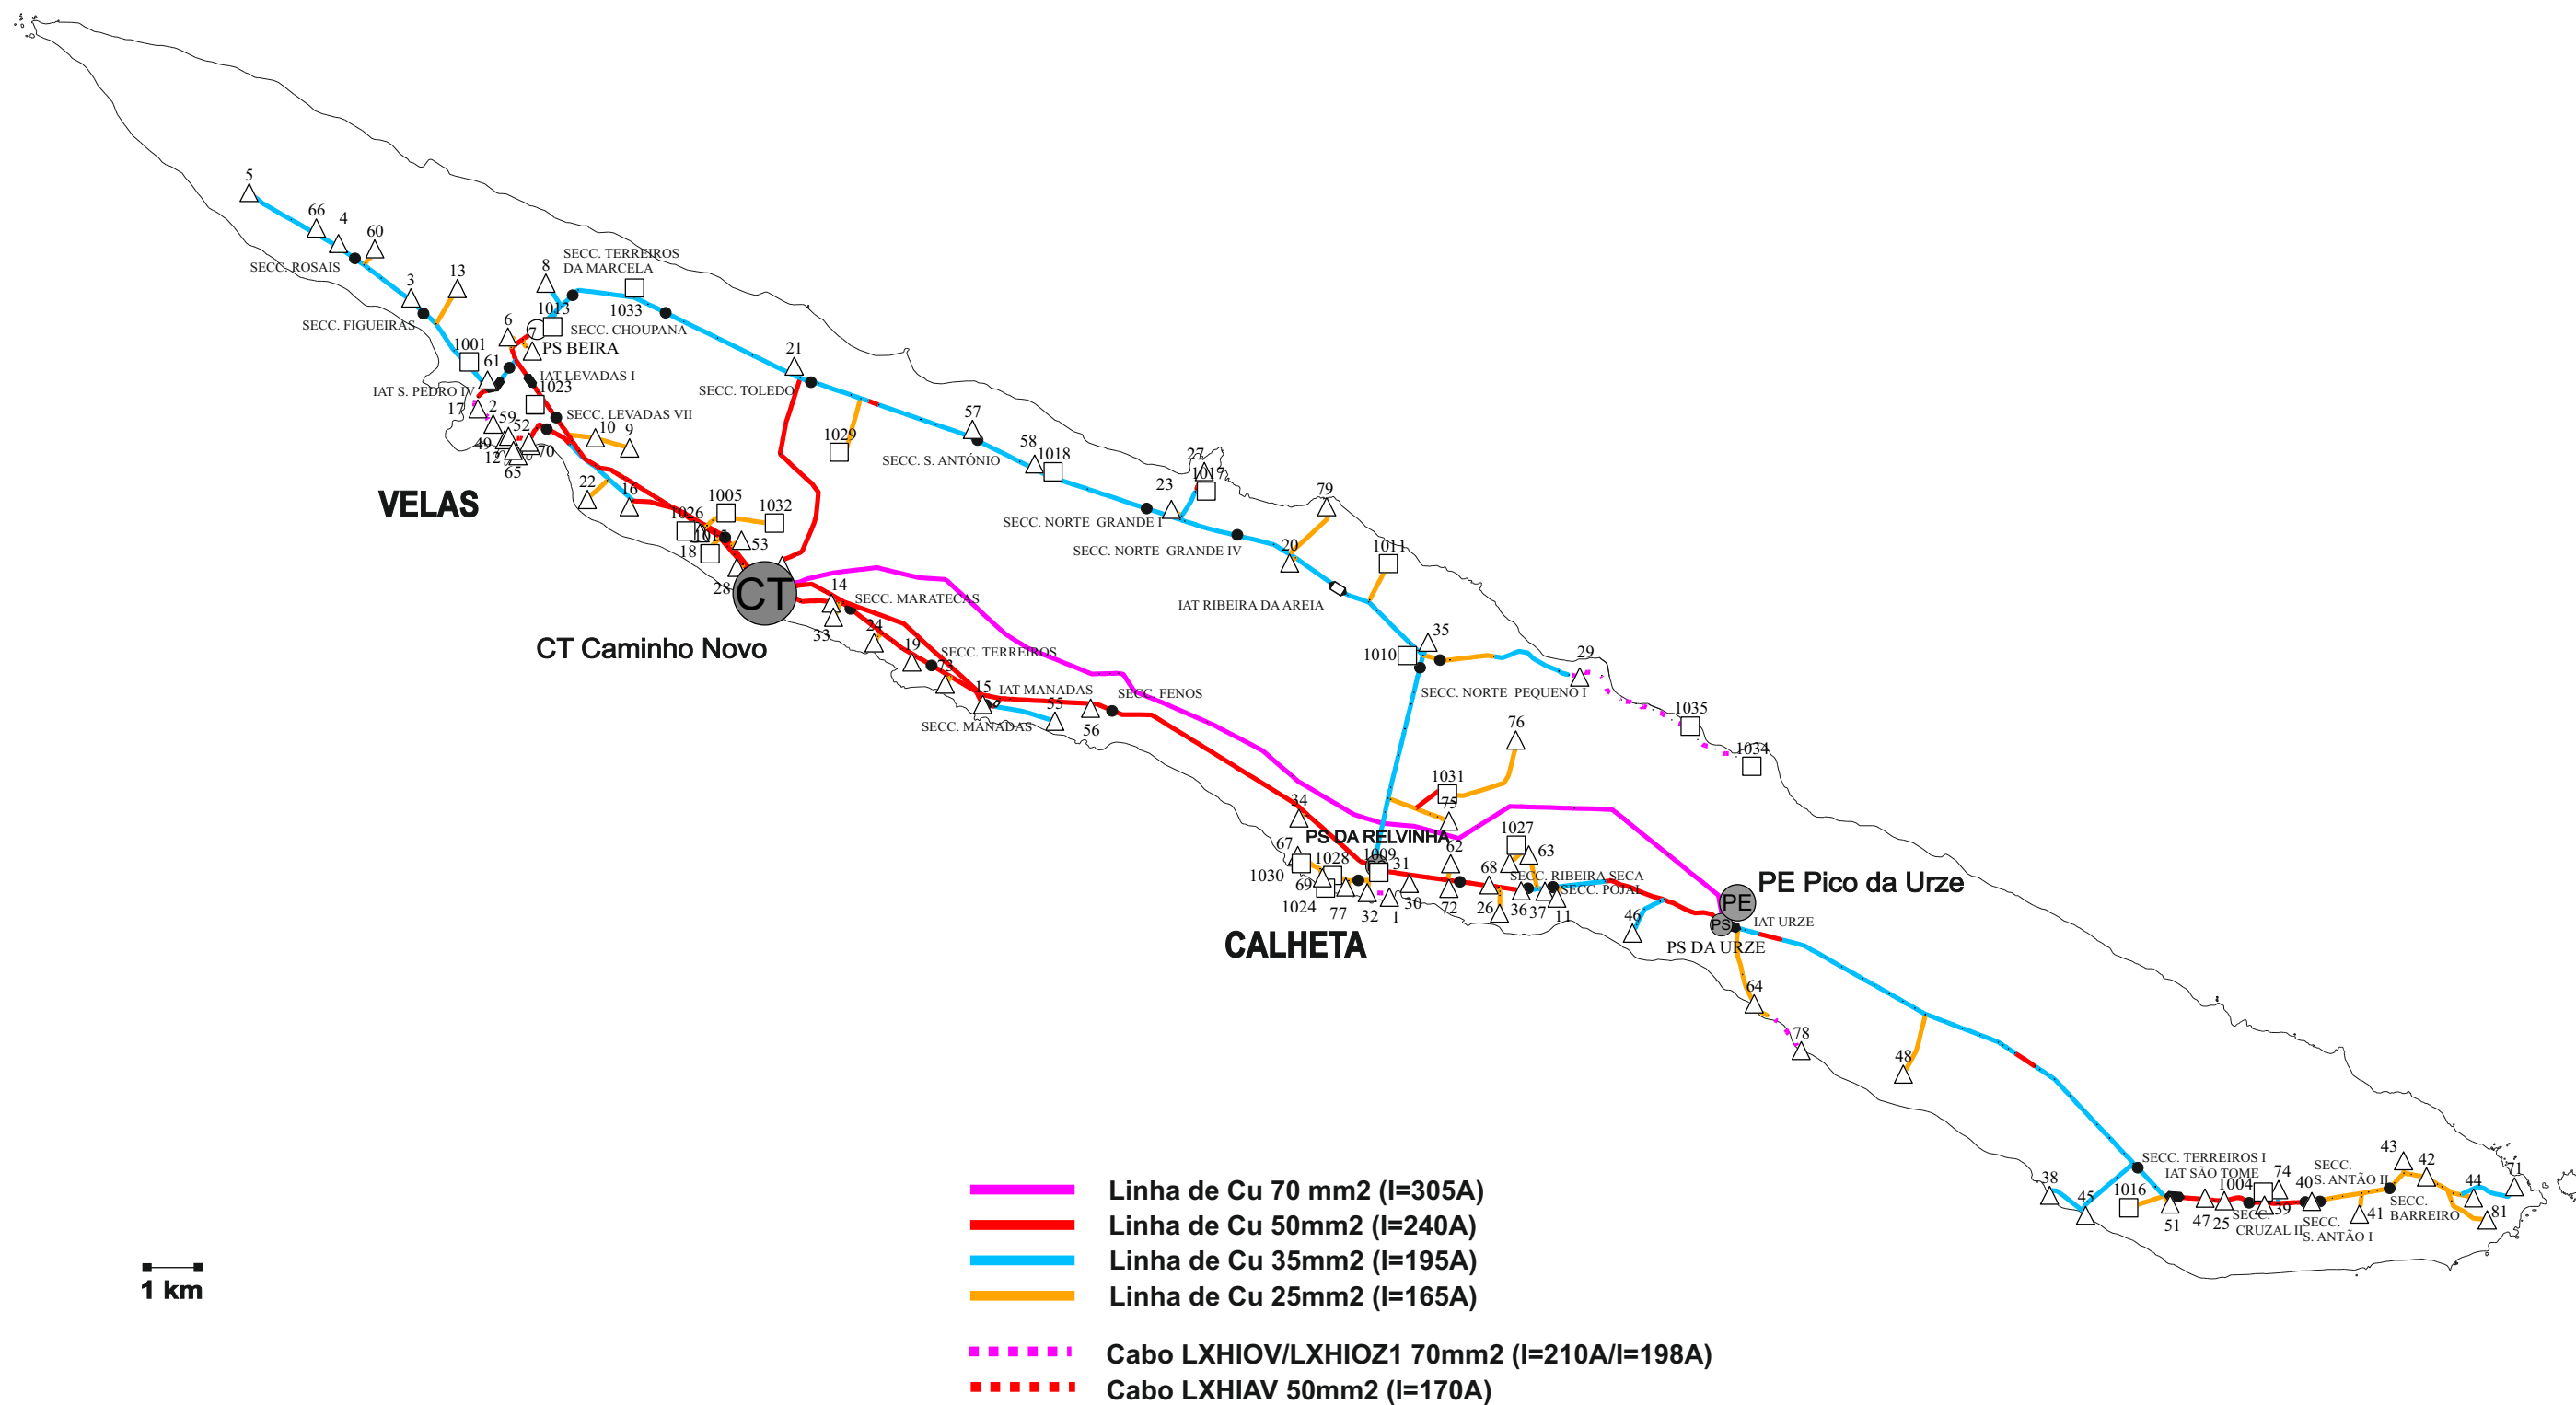 5
66
4
60
SECC. ROSAIS
3
13
SECC. FIGUEIRAS
8
SECC. TERREIROS
DA MARCELA
1033
1013
SECC. CHOUPANA
6
7
PS BEIRA
1001
61
IAT LEVADAS I
IAT S. PEDRO IV
1023
17
2
59
52
SECC. LEVADAS VII
49
12
65
70
10
9
21
SECC. TOLEDO
1029
57
SECC. S. ANTÓNIO
58
1018
27
1017
23
SECC. NORTE GRANDE I
SECC. NORTE GRANDE IV
79
20
1011
IAT RIBEIRA DA AREIA
VELAS
22
16
1005
1032
1026
18
53
28
CT
CT Caminho Novo
14
SECC. MARATECAS
33
24
19
SECC. TERREIROS
73
15
IAT MANADAS
SECC. MANADAS
55
56
SECC. FENOS
35
1010
29
SECC. NORTE PEQUENO I
1035
1034
76
1031
75
34
PS DA RELVINHA
67
1030
1028
1009
31
69
1024
77
32
1
30
62
72
68
26
1027
63
SECC. RIBEIRA SECA
SECC. POJAL
36
37
11
46
CALHETA
PE
PE Pico da Urze
PS
IAT URZE
PS DA URZE
64
78
48
38
45
SECC. TERREIROS I
IAT SÃO TOME
1016
51
47
25
1004
74
39
SECC.
CRUZAL II
40
SECC.
S. ANTÃO II
SECC.
S. ANTÃO I
41
43
42
SECC.
BARREIRO
44
71
81
1 km
Linha de Cu 70 mm2 (I=305A)
Linha de Cu 50mm2 (I=240A)
Linha de Cu 35mm2 (I=195A)
Linha de Cu 25mm2 (I=165A)
Cabo LXHIOV/LXHIOZ1 70mm2 (I=210A/I=198A)
Cabo LXHIAV 50mm2 (I=170A)